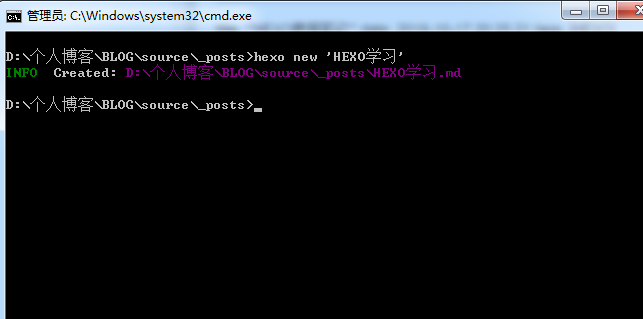 管理员: C:\Windows\system32\cmd.exe
D:\个人博客\BLOG\source\_posts>hexo new 'HEXO学习'
INFO  Created: D:\个人博客\BLOG\source\_posts\HEXO学习.md
D:\个人博客\BLOG\source\_posts>